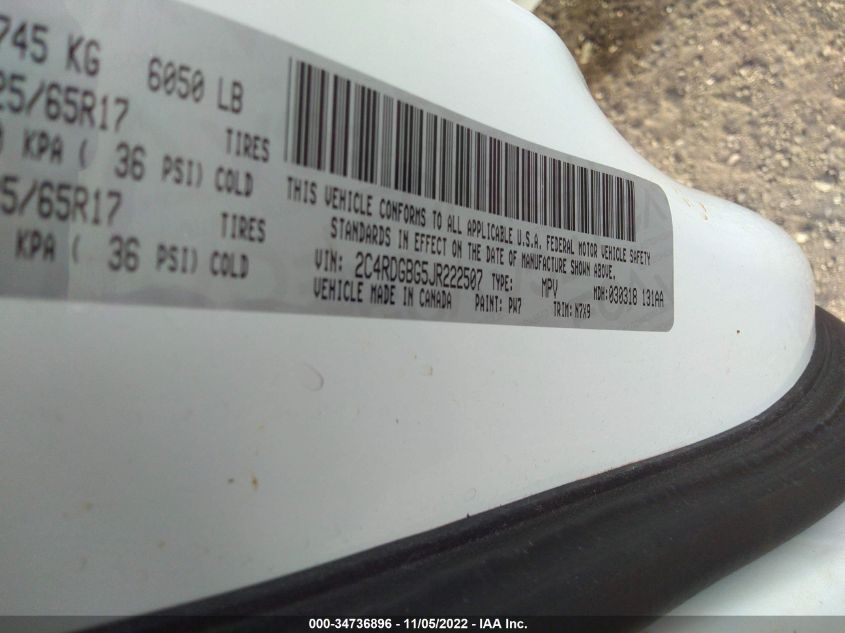 745 KG 6050 LB
25/65R17 TIRES
KPA ( 36 PSI) COLD
5/65R17 TIRES
KPA ( 36 PSI) COLD
THIS VEHICLE CONFORMS TO ALL APPLICABLE U.S.A. FEDERAL MOTOR VEHICLE SAFETY
STANDARDS IN EFFECT ON THE DATE OF MANUFACTURE SHOWN ABOVE.
VIN: 2C4RDGBG5JR222507 TYPE: MPV MDH:030318 131AA
VEHICLE MADE IN CANADA PAINT: PW7 TRIM: N7X9
000-34736896 - 11/05/2022 - IAA Inc.